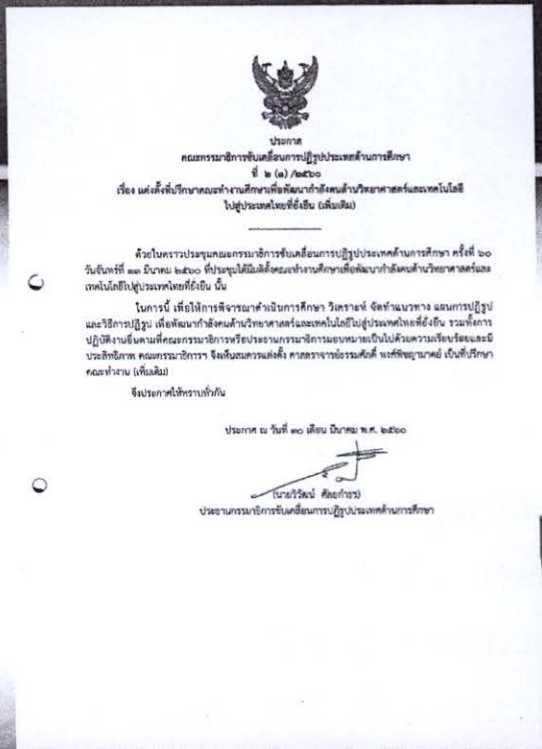 ประกาศ
คณะกรรมาธิการขับเคลื่อนการปฏิรูปประเทศด้านการศึกษา
ที่ ๒ (๑) /๒๕๖๐
เรื่อง แต่งตั้งที่ปรึกษาคณะทำงานศึกษาเพื่อพัฒนากำลังคนด้านวิทยาศาสตร์และเทคโนโลยี
ไปสู่ประเทศไทยที่ยั่งยืน (เพิ่มเติม)
ด้วยในคราวประชุมคณะกรรมาธิการขับเคลื่อนการปฏิรูปประเทศด้านการศึกษา ครั้งที่ ๖๐
วันจันทร์ที่ ๑๓ มีนาคม ๒๕๖๐ ที่ประชุมได้มีมติตั้งคณะทำงานศึกษาเพื่อพัฒนากำลังคนด้านวิทยาศาสตร์และ
เทคโนโลยีไปสู่ประเทศไทยที่ยั่งยืน นั้น
ในการนี้ เพื่อให้การพิจารณาดำเนินการศึกษา วิเคราะห์ จัดทำแนวทาง แผนการปฏิรูป
และวิธีการปฏิรูป เพื่อพัฒนากำลังคนด้านวิทยาศาสตร์และเทคโนโลยีไปสู่ประเทศไทยที่ยั่งยืน รวมทั้งการ
ปฏิบัติงานอื่นตามที่คณะกรรมาธิการหรือประธานกรรมาธิการมอบหมายเป็นไปด้วยความเรียบร้อยและมี
ประสิทธิภาพ คณะกรรมาธิการฯ จึงเห็นสมควรแต่งตั้ง ศาสตราจารย์ธรรมศักดิ์ พงศ์พิชญามาตย์ เป็นที่ปรึกษา
คณะทำงาน (เพิ่มเติม)
จึงประกาศให้ทราบทั่วกัน
ประกาศ ณ วันที่ ๓๐ เดือน มีนาคม พ.ศ. ๒๕๖๐
(นายวิวัฒน์ ศัลยกำธร)
ประธานกรรมาธิการขับเคลื่อนการปฏิรูปประเทศด้านการศึกษา